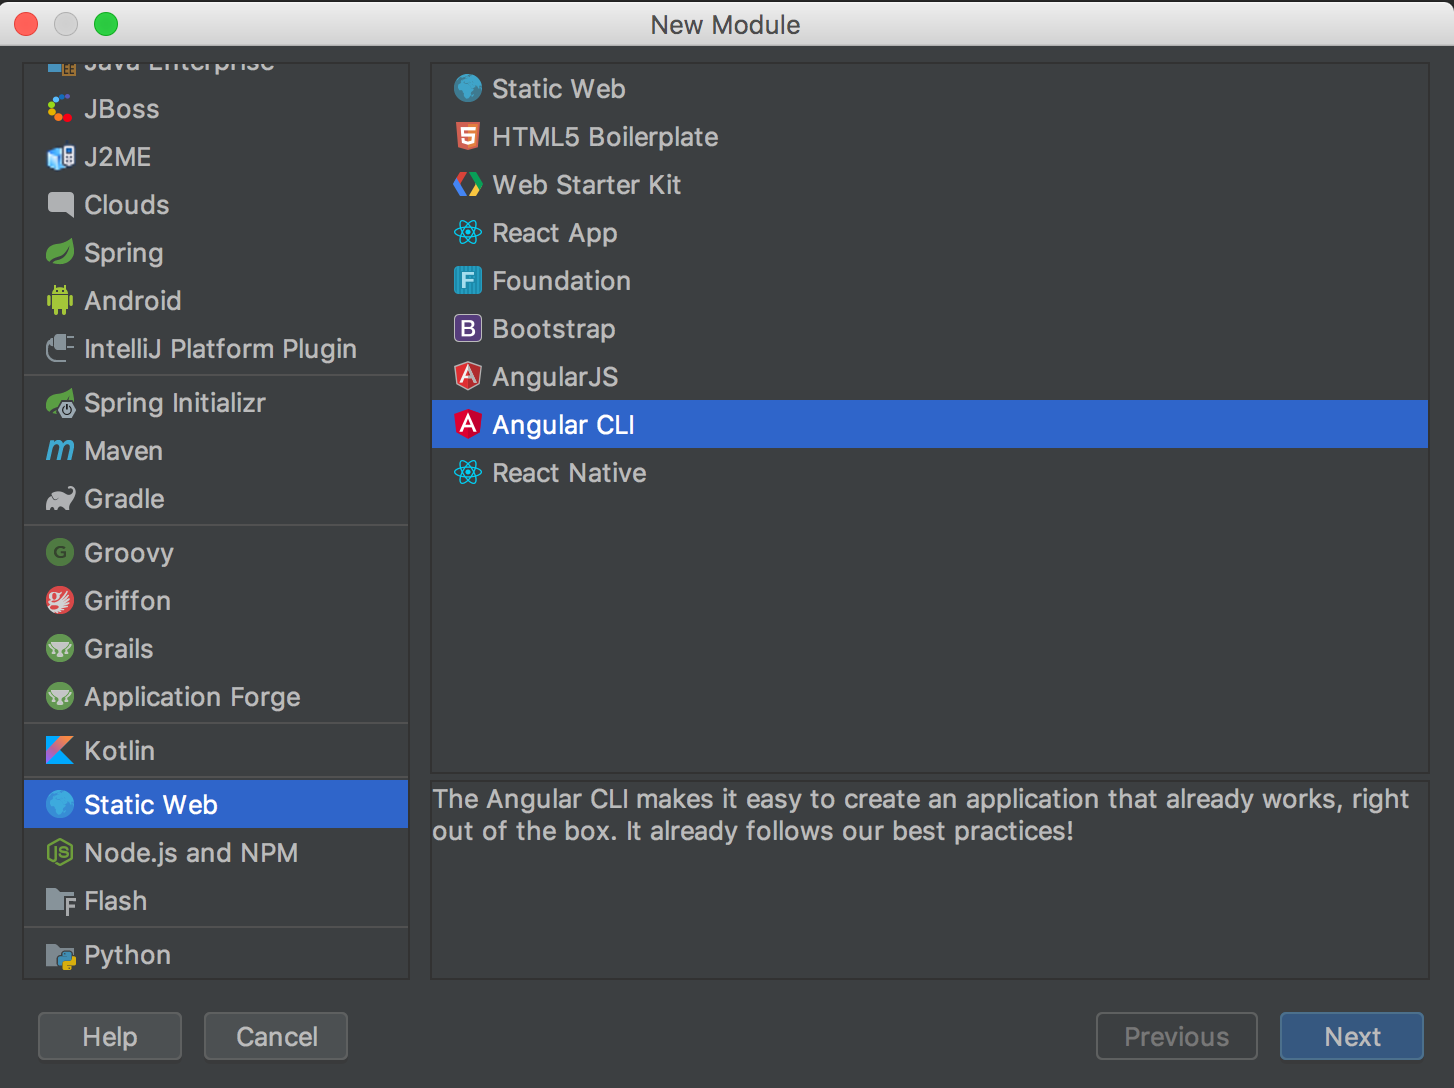 New Module
Java Enterprise
JBoss
J2ME
Clouds
Spring
Android
IntelliJ Platform Plugin
Spring Initializr
Maven
Gradle
Groovy
Griffon
Grails
Application Forge
Kotlin
Static Web
Node.js and NPM
Flash
Python
Static Web
HTML5 Boilerplate
Web Starter Kit
React App
Foundation
Bootstrap
AngularJS
Angular CLI
React Native
The Angular CLI makes it easy to create an application that already works, right
out of the box. It already follows our best practices!
Help
Cancel
Previous
Next